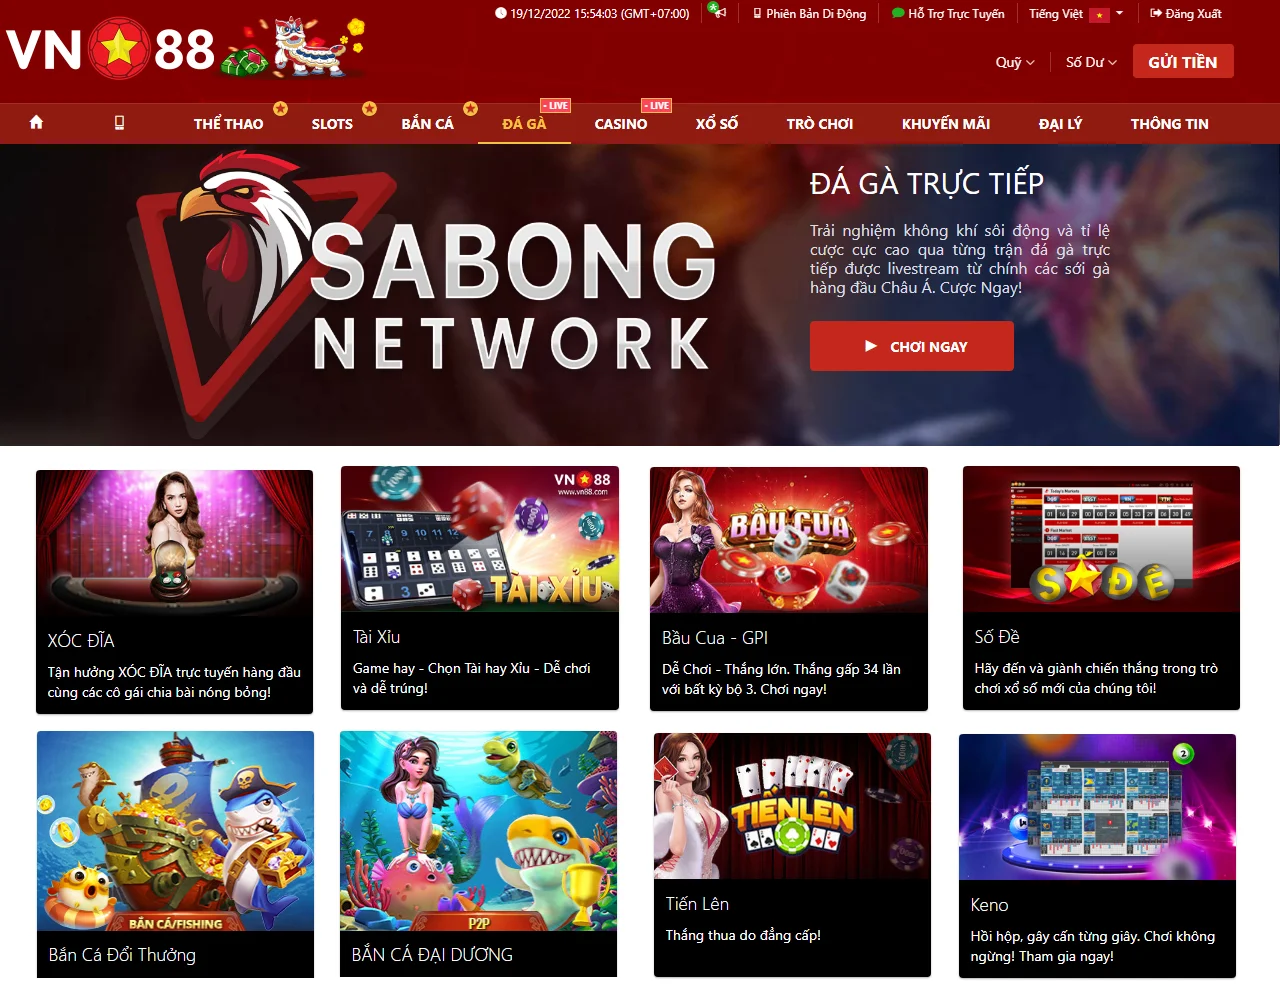 19/12/2022 15:54:03 (GMT+07:00)
Phiên Bản Di Động
Hỗ Trợ Trực Tuyến
Tiếng Việt
Đăng Xuất
VN 88
Quỹ
Số Dư
GỬI TIỀN
THỂ THAO
SLOTS
BẮN CÁ
- LIVE
ĐÁ GÀ
- LIVE
CASINO
XỔ SỐ
TRÒ CHƠI
KHUYẾN MÃI
ĐẠI LÝ
THÔNG TIN
SABONG
NETWORK
ĐÁ GÀ TRỰC TIẾP
Trải nghiệm không khí sôi động và tỉ lệ
cược cực cao qua từng trận đá gà trực
tiếp được livestream từ chính các sới gà
hàng đầu Châu Á. Cược Ngay!
CHƠI NGAY
XÓC ĐĨA
Tận hưởng XÓC ĐĨA trực tuyến hàng đầu
cùng các cô gái chia bài nóng bỏng!
VN 88
www.vn88.com
TÀI XỈU
Tài Xỉu
Game hay - Chọn Tài hay Xỉu - Dễ chơi
và dễ trúng!
BẦU CUA
Bầu Cua - GPI
Dễ Chơi - Thắng lớn. Thắng gấp 34 lần
với bất kỳ bộ 3. Chơi ngay!
SỐ ĐỀ
Số Đề
Hãy đến và giành chiến thắng trong trò
chơi xổ số mới của chúng tôi!
BẮN CÁ/FISHING
Bắn Cá Đổi Thưởng
P2P
BẮN CÁ ĐẠI DƯƠNG
TIẾN LÊN
Tiến Lên
Thắng thua do đẳng cấp!
2
Keno
Hồi hộp, gây cấn từng giây. Chơi không
ngừng! Tham gia ngay!